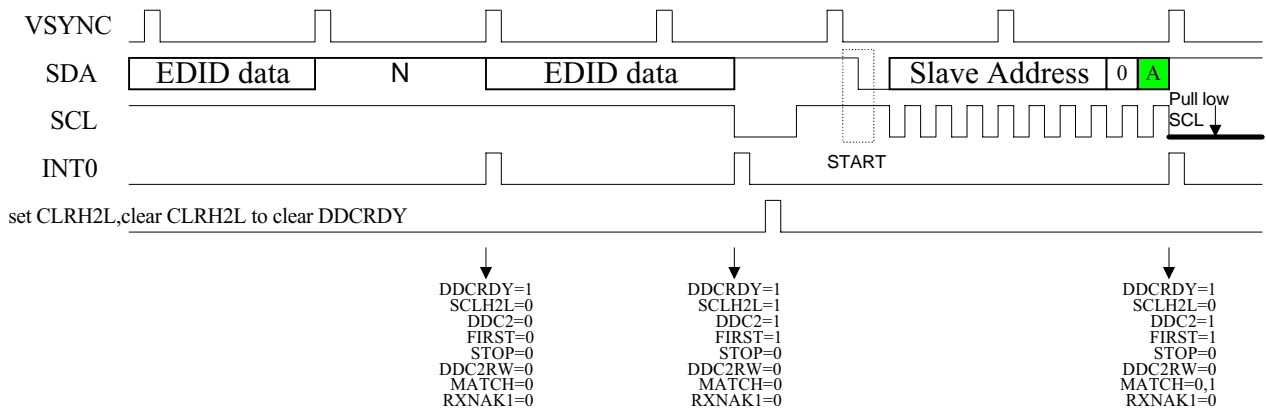 VSYNC
SDA EDID data N EDID data Slave Address 0 A
SCL Pull low
SCL
INT0 START
set CLRH2L,clear CLRH2L to clear DDCRDY
DDCRDY=1
SCLH2L=0
DDC2=0
FIRST=0
STOP=0
DDC2RW=0
MATCH=0
RXNAK1=0
DDCRDY=1
SCLH2L=1
DDC2=1
FIRST=1
STOP=0
DDC2RW=0
MATCH=0
RXNAK1=0
DDCRDY=1
SCLH2L=0
DDC2=1
FIRST=0
STOP=0
DDC2RW=0
MATCH=0,1
RXNAK1=0